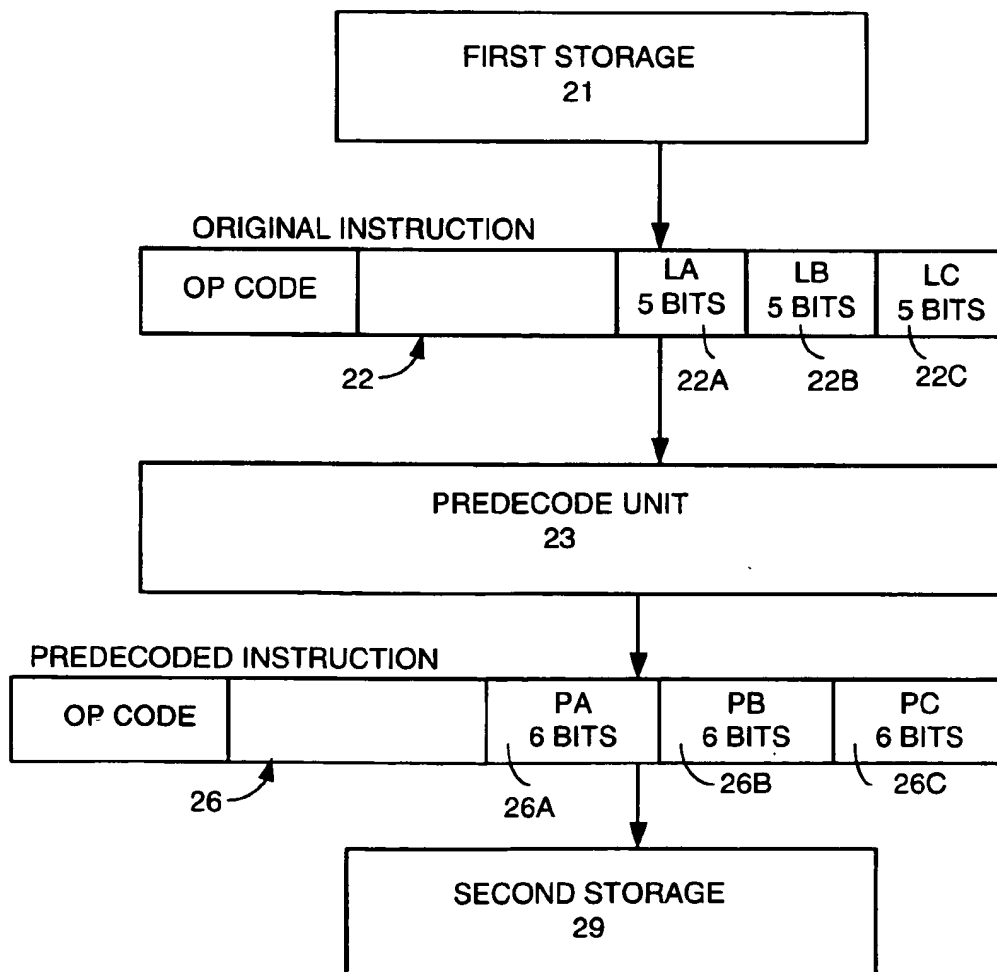 FIRST STORAGE
21
ORIGINAL INSTRUCTION
OP CODE
LA
5 BITS
LB
5 BITS
LC
5 BITS
22
22A
22B
22C
PREDECODE UNIT
23
PREDECODED INSTRUCTION
OP CODE
PA
6 BITS
PB
6 BITS
PC
6 BITS
26
26A
26B
26C
SECOND STORAGE
29